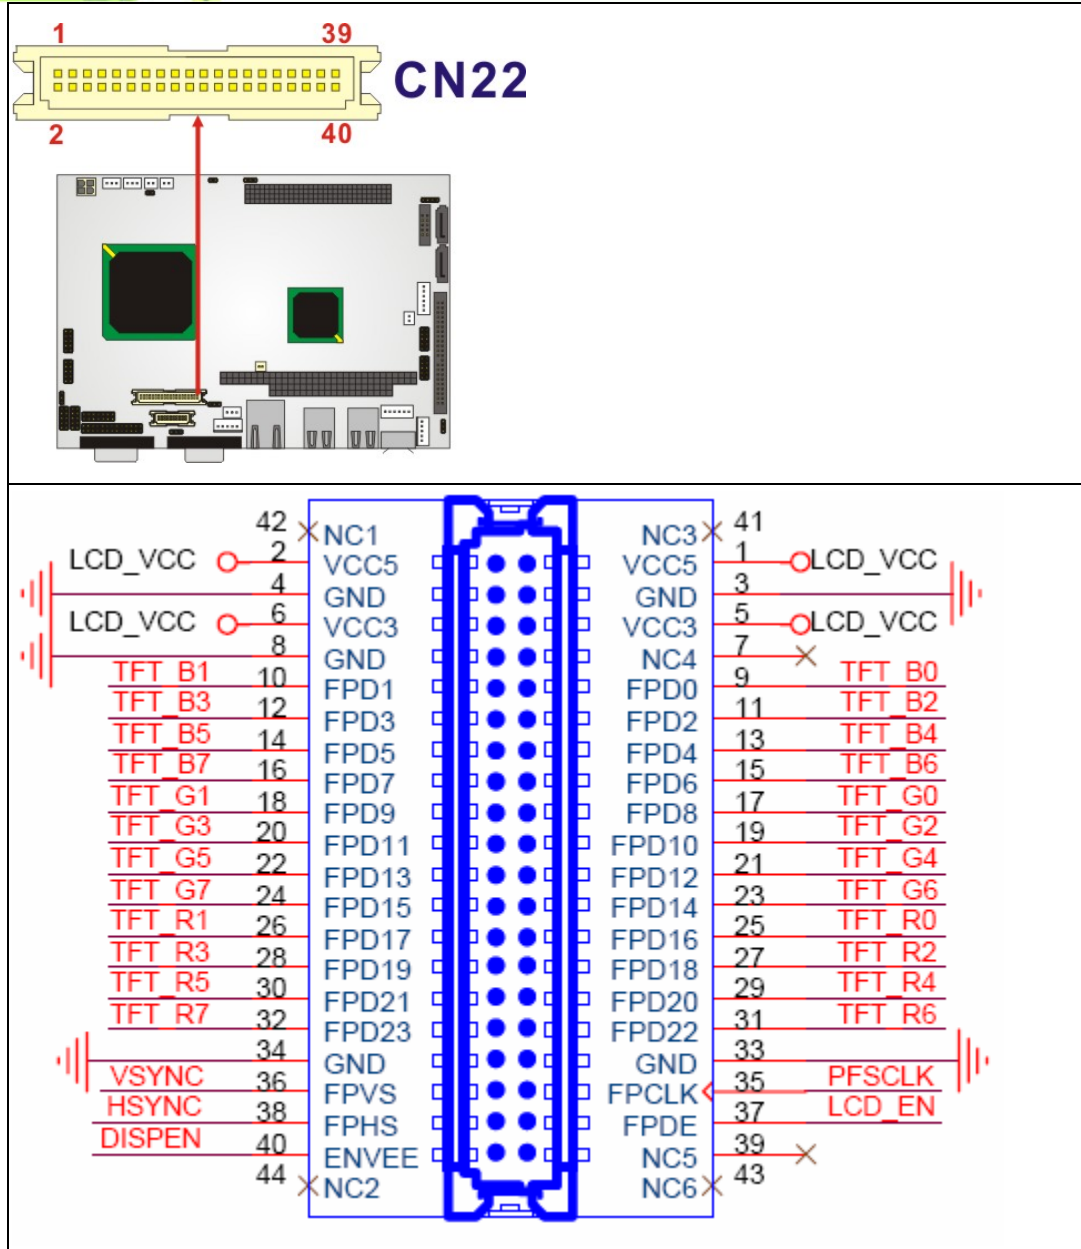 1 39
CN22
2 40
42 NC1 NC3 41
LCD_VCC 2 VCC5 VCC5 1 LCD_VCC
4 GND GND 3
LCD_VCC 6 VCC3 VCC3 5 LCD_VCC
8 GND NC4 7
TFT_B1 10 FPD1 FPD0 9 TFT_B0
TFT_B3 12 FPD3 FPD2 11 TFT_B2
TFT_B5 14 FPD5 FPD4 13 TFT_B4
TFT_B7 16 FPD7 FPD6 15 TFT_B6
TFT_G1 18 FPD9 FPD8 17 TFT_G0
TFT_G3 20 FPD11 FPD10 19 TFT_G2
TFT_G5 22 FPD13 FPD12 21 TFT_G4
TFT_G7 24 FPD15 FPD14 23 TFT_G6
TFT_R1 26 FPD17 FPD16 25 TFT_R0
TFT_R3 28 FPD19 FPD18 27 TFT_R2
TFT_R5 30 FPD21 FPD20 29 TFT_R4
TFT_R7 32 FPD23 FPD22 31 TFT_R6
34 GND GND 33
VSYNC 36 FPVS FPCLK 35 PFSCLK
HSYNC 38 FPHS FPDE 37 LCD_EN
DISPEN 40 ENVEE NC5 39
44 NC2 NC6 43